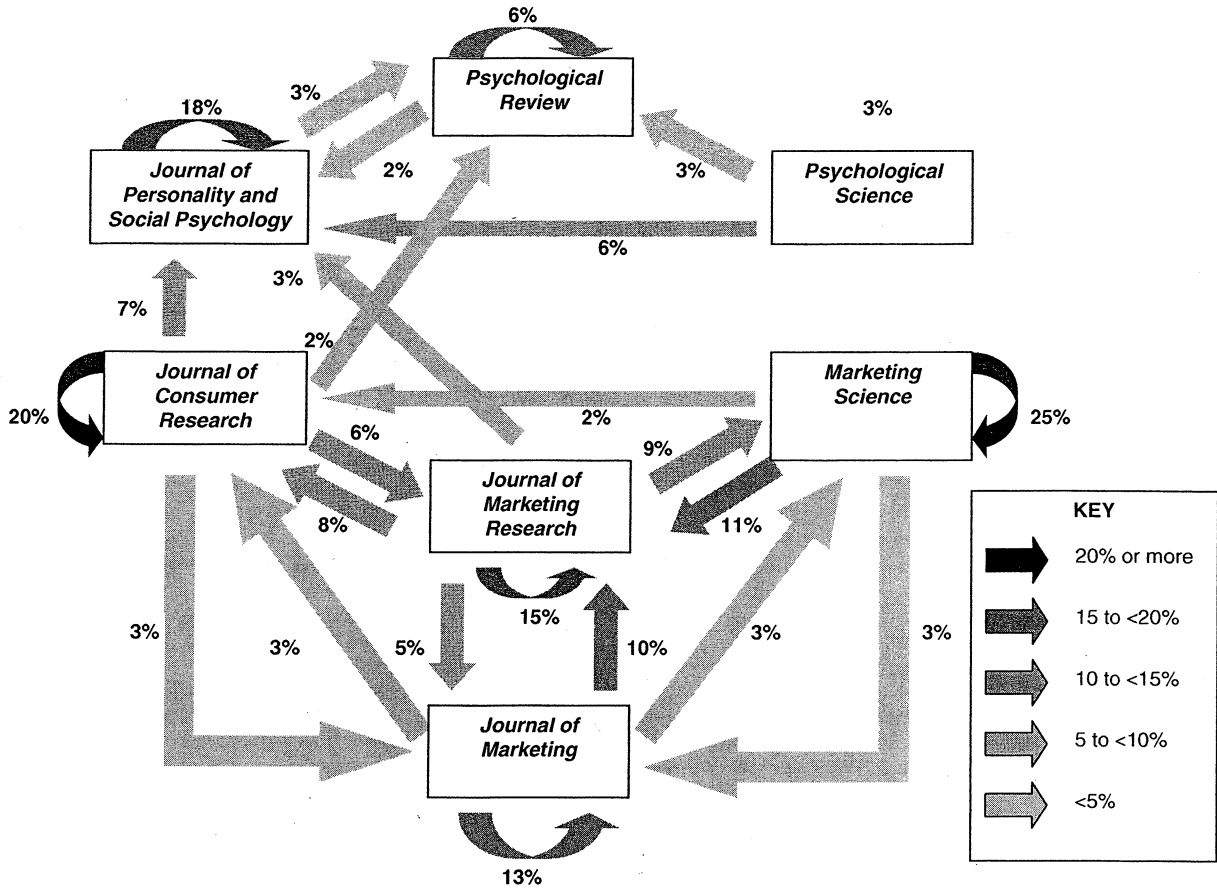 6%
Psychological
Review
3%
18%
3%
Journal of
Personality and
Social Psychology
2%
3%
Psychological
Science
6%
3%
7%
2%
Journal of
Consumer
Research
Marketing
Science
20%
2%
25%
6%
9%
Journal of
Marketing
Research
8%
11%
KEY
20% or more
15%
15 to <20%
3%
3%
5%
10%
3%
3%
10 to <15%
Journal of
Marketing
5 to <10%
<5%
13%